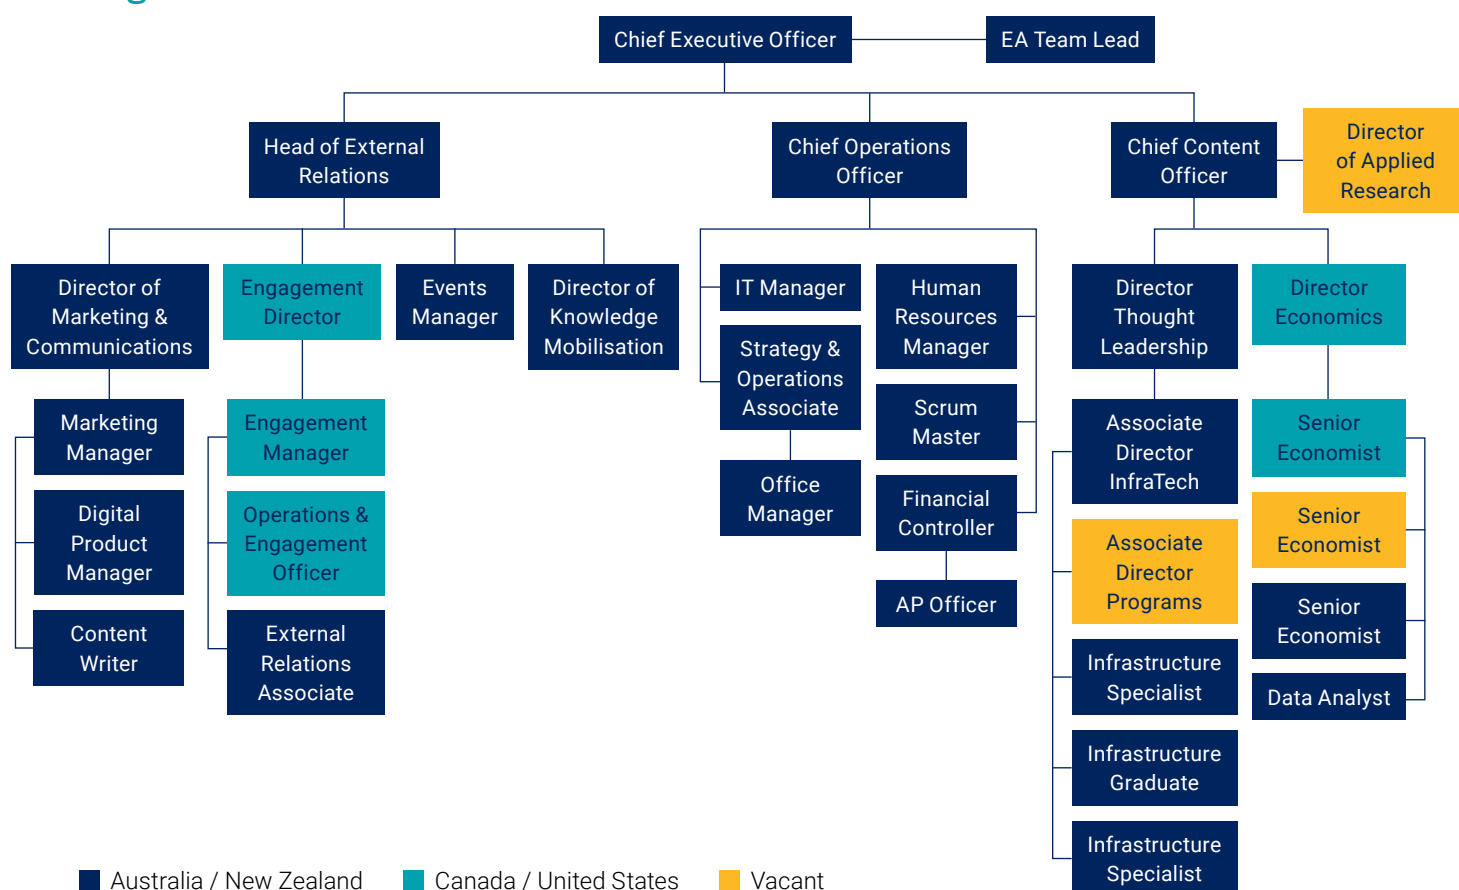 Chief Executive Officer
EA Team Lead
Head of External
Relations
Chief Operations
Officer
Chief Content
Officer
Director
of Applied
Research
Director of
Marketing &
Communications
Engagement
Director
Events
Manager
Director of
Knowledge
Mobilisation
IT Manager
Human
Resources
Manager
Director
Thought
Leadership
Director
Economics
Strategy &
Operations
Associate
Marketing
Manager
Engagement
Manager
Scrum
Master
Associate
Director
InfraTech
Senior
Economist
Office
Manager
Digital
Product
Manager
Operations &
Engagement
Officer
Financial
Controller
Associate
Director
Programs
Senior
Economist
AP Officer
Senior
Economist
Content
Writer
External
Relations
Associate
Infrastructure
Specialist
Data Analyst
Infrastructure
Graduate
Infrastructure
Specialist
Australia / New Zealand
Canada / United States
Vacant